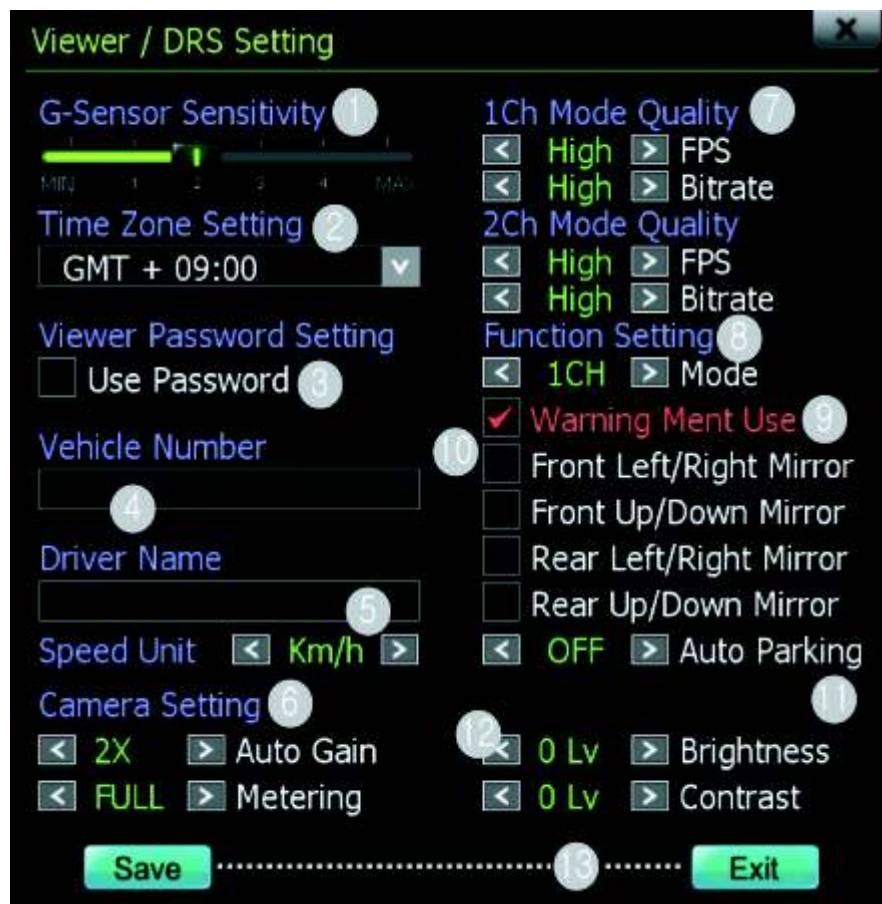 Viewer / DRS Setting
G-Sensor Sensitivity 1
MIN 1 2 3 4 MAX
Time Zone Setting 2
GMT + 09:00
Viewer Password Setting
Use Password 3
Vehicle Number
4
Driver Name
5
Speed Unit < Km/h >
Camera Setting 6
< 2X > Auto Gain
< FULL > Metering
1Ch Mode Quality 7
< High > FPS
< High > Bitrate
2Ch Mode Quality
< High > FPS
< High > Bitrate
Function Setting 8
< 1CH > Mode
Warning Ment Use 9
10
Front Left/Right Mirror
Front Up/Down Mirror
Rear Left/Right Mirror
Rear Up/Down Mirror
< OFF > Auto Parking
11
12
< 0 Lv > Brightness
< 0 Lv > Contrast
Save 13 Exit